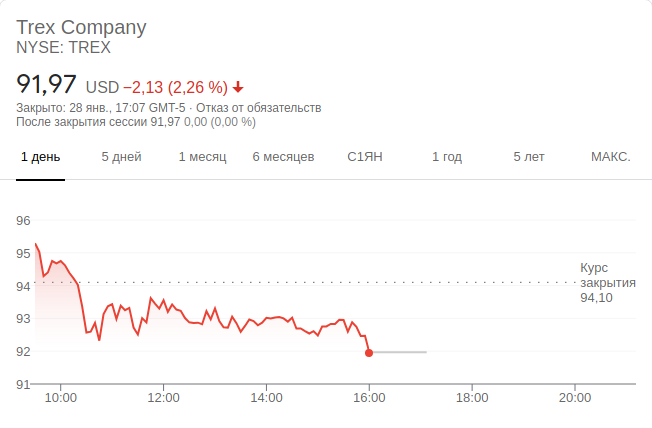 Trex Company
NYSE: TREX
91,97 USD −2,13 (2,26 %)
Закрыто: 28 янв., 17:07 GMT-5 · Отказ от обязательств
После закрытия сессии 91,97 0,00 (0,00 %)
1 день 5 дней 1 месяц 6 месяцев С1ЯН 1 год 5 лет МАКС.
96
95
Курс
закрытия
94,10
94
93
92
91
10:00 12:00 14:00 16:00 18:00 20:00